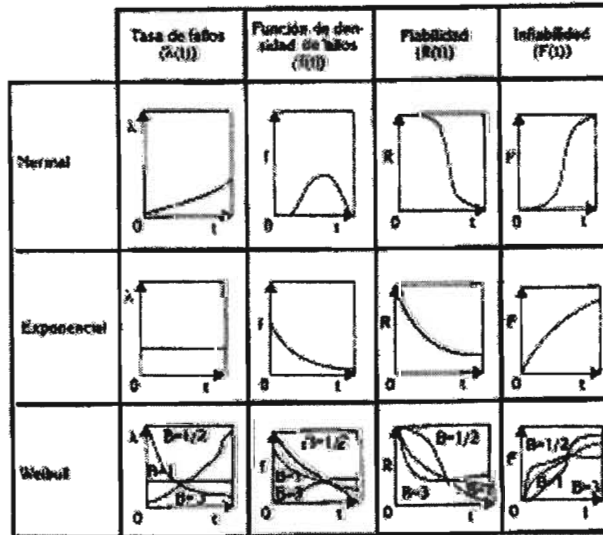 Tasa de fallos
(λ(t))
Función de den-
sidad de fallos
(f(t))
Fiabilidad
(R(t))
Infiabilidad
(F(t))
Normal
λ
0
t
f
0
t
R
0
t
F
0
t
Exponencial
λ
0
t
f
0
t
R
0
t
F
0
t
Weibull
λ
B=1/2
B=1
B=3
0
t
f
B=1/2
B=1
B=3
0
t
R
B=1/2
B=3
0
t
F
B=1/2
B=1
B=3
0
t